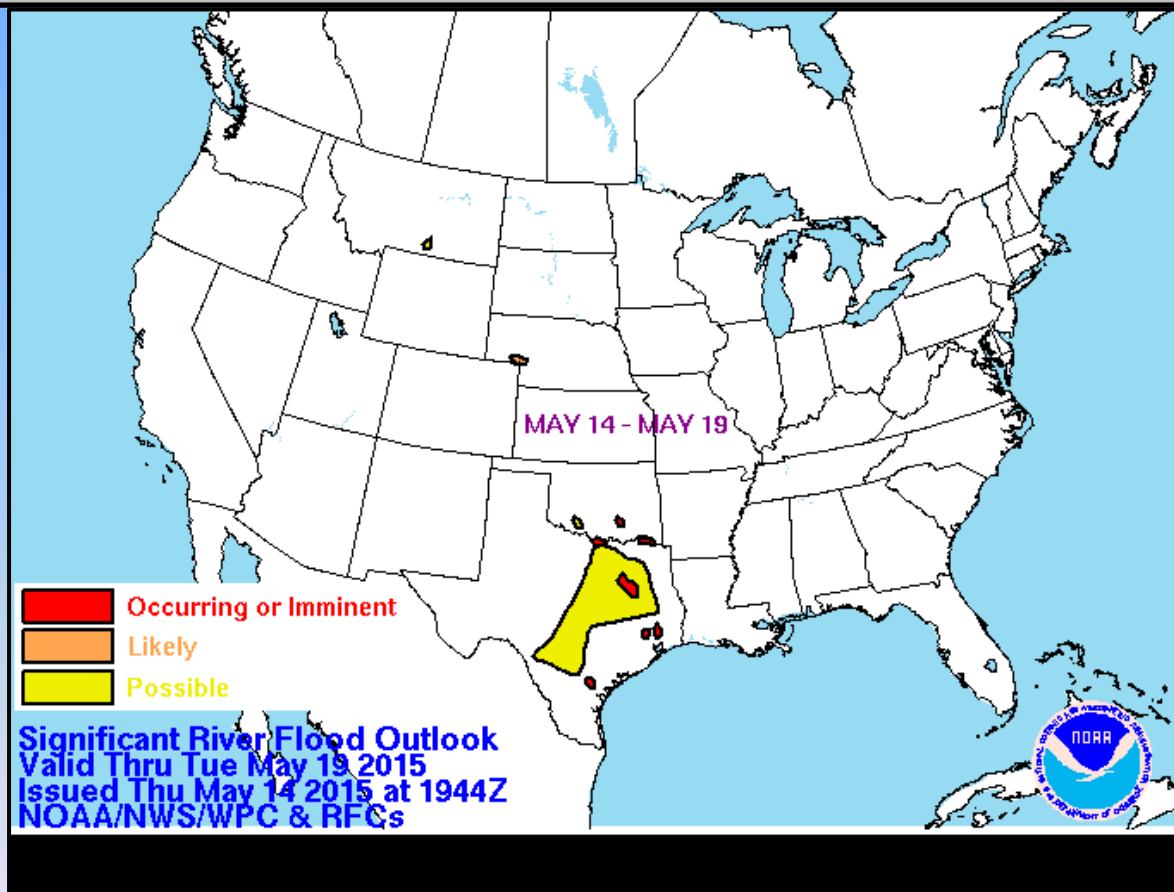 MAY 14 - MAY 19
Occurring or Imminent
Likely
Possible
Significant River Flood Outlook
Valid Thru Tue May 19 2015
Issued Thu May 14 2015 at 1944Z
NOAA/NWS/WPC & RFCs
NOAA